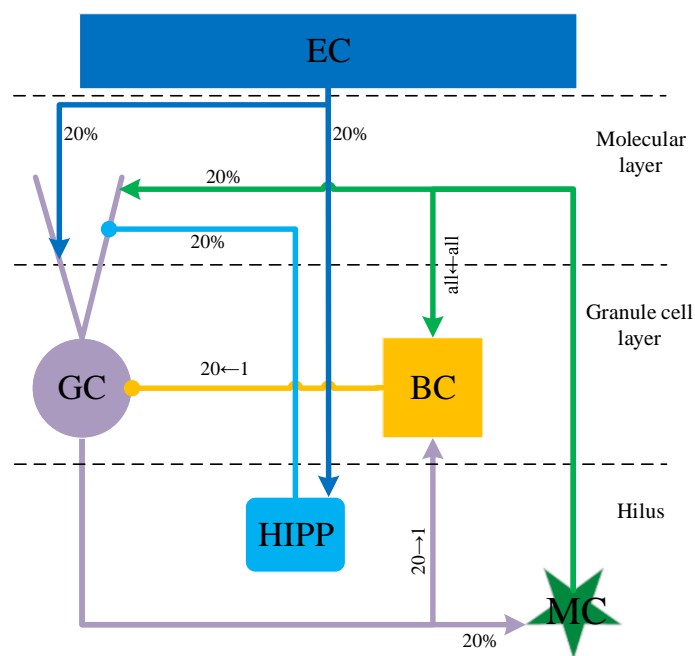 EC
20%
20%
Molecular
layer
20%
20%
all←all
Granule cell
layer
GC
20←1
BC
Hilus
HIPP
20→1
MC
20%